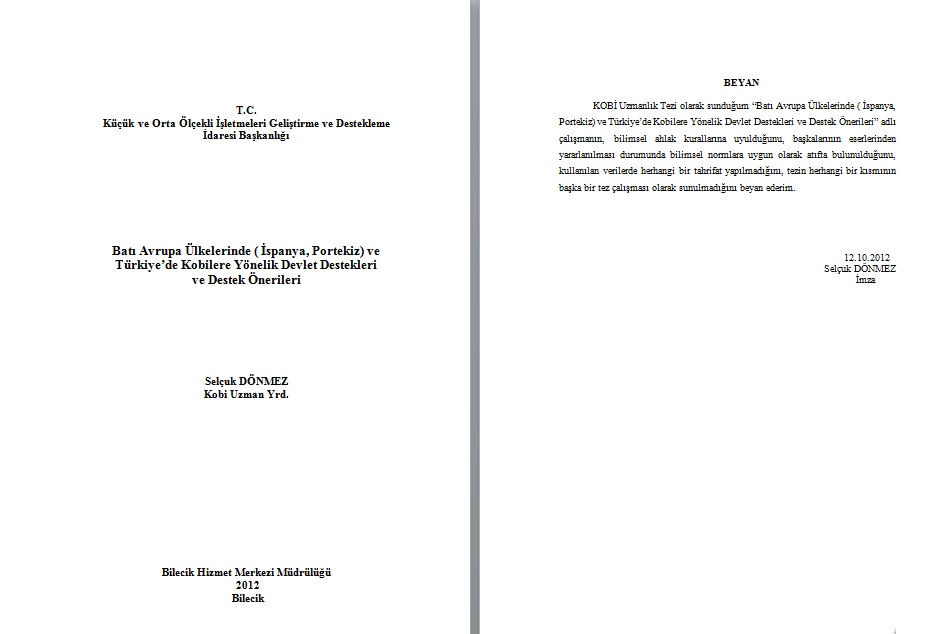 T.C.
Küçük ve Orta Ölçekli İşletmeleri Geliştirme ve Destekleme
İdaresi Başkanlığı
Batı Avrupa Ülkelerinde ( İspanya, Portekiz) ve
Türkiye’de Kobilere Yönelik Devlet Destekleri
ve Destek Önerileri
Selçuk DÖNMEZ
Kobi Uzman Yrd.
Bilecik Hizmet Merkezi Müdrülüğü
2012
Bilecik
BEYAN
KOBİ Uzmanlık Tezi olarak sunduğum “Batı Avrupa Ülkelerinde ( İspanya,
Portekiz) ve Türkiye’de Kobilere Yönelik Devlet Destekleri ve Destek Önerileri” adlı
çalışmanın, bilimsel ahlak kurallarına uyulduğunu, başkalarının eserlerinden
yararlanılması durumunda bilimsel normlara uygun olarak atıfta bulunulduğunu,
kullanılan verilerde herhangi bir tahrifat yapılmadığını, tezin herhangi bir kısmının
başka bir tez çalışması olarak sunulmadığını beyan ederim.
12.10.2012
Selçuk DÖNMEZ
İmza
i